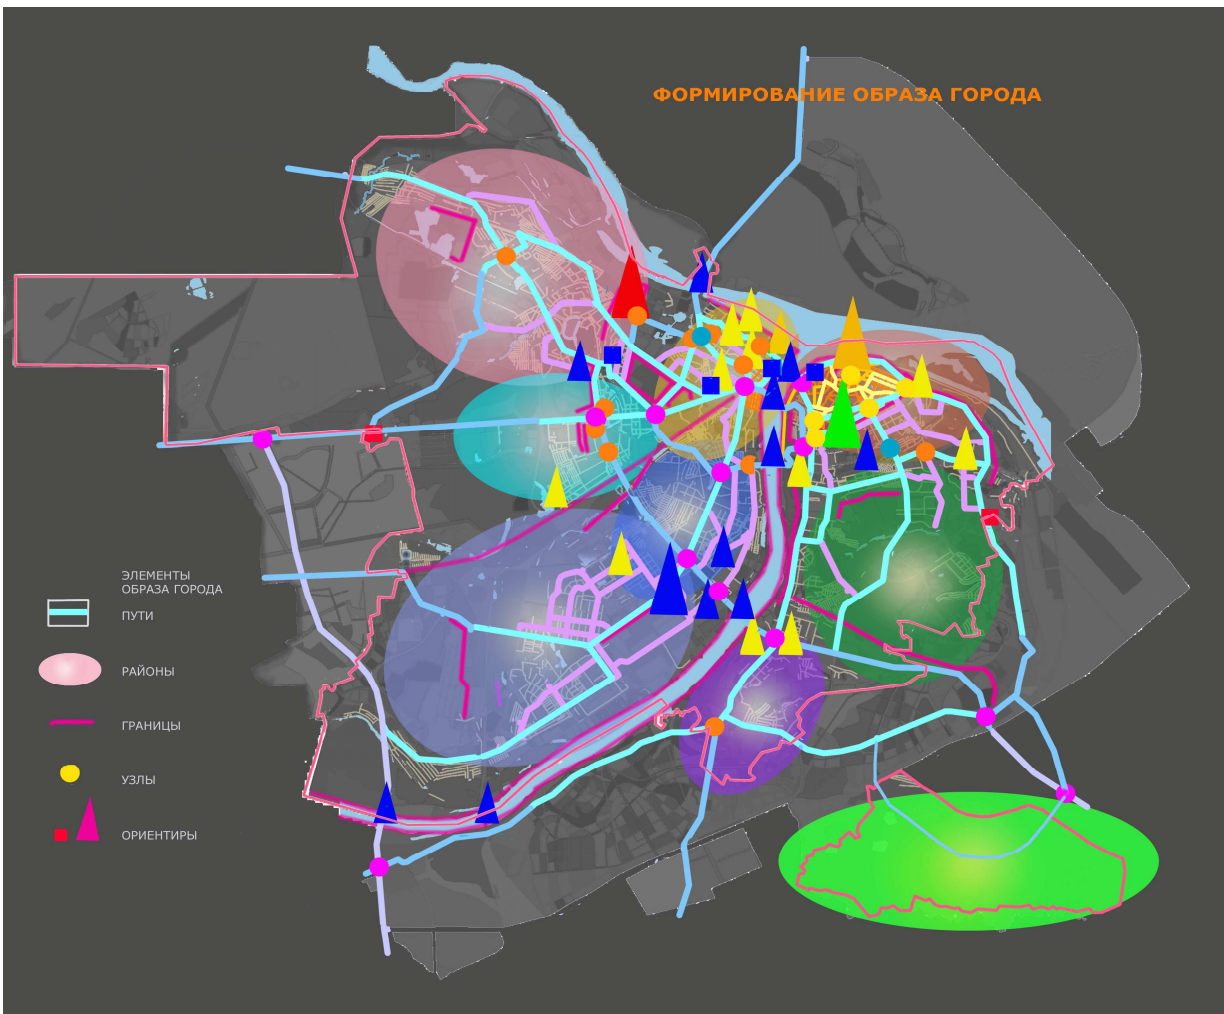 ФОРМИРОВАНИЕ ОБРАЗА ГОРОДА
ЭЛЕМЕНТЫ
ОБРАЗА ГОРОДА
ПУТИ
РАЙОНЫ
ГРАНИЦЫ
УЗЛЫ
ОРИЕНТИРЫ